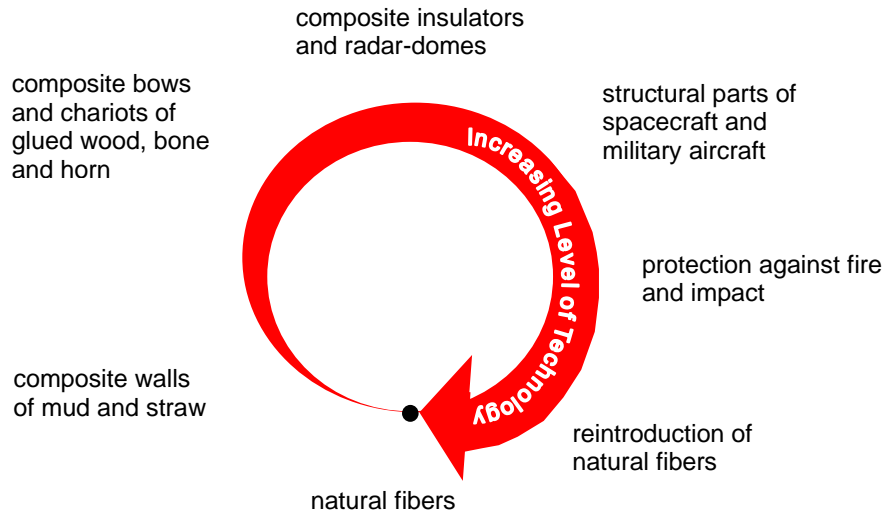 composite insulators
and radar-domes
composite bows
and chariots of
glued wood, bone
and horn
structural parts of
spacecraft and
military aircraft
Increasing Level of Technology
protection against fire
and impact
composite walls
of mud and straw
reintroduction of
natural fibers
natural fibers